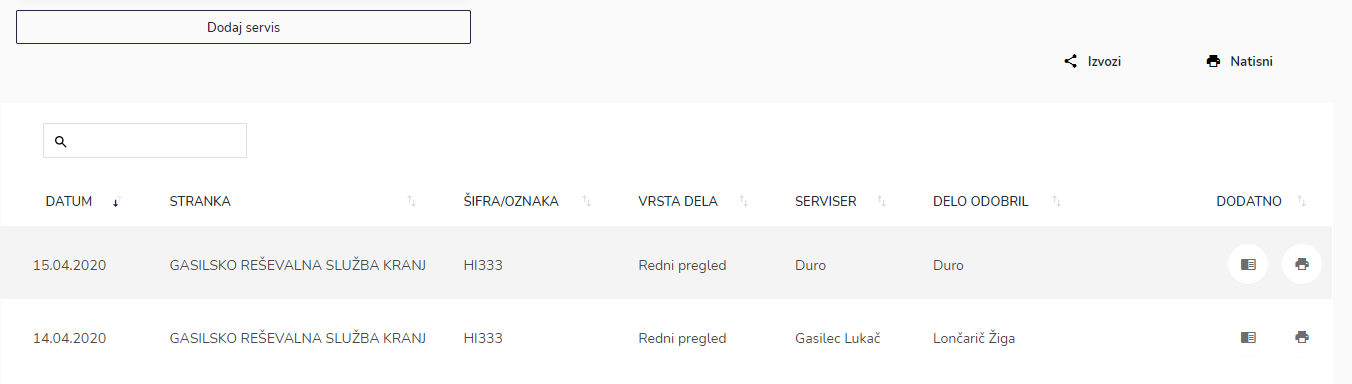 Dodaj servis
Izvozi Natisni
DATUM STRANKA ŠIFRA/OZNAKA VRSTA DELA SERVISER DELO ODOBRIL DODATNO
15.04.2020 GASILSKO REŠEVALNA SLUŽBA KRANJ HI333 Redni pregled Duro Duro
14.04.2020 GASILSKO REŠEVALNA SLUŽBA KRANJ HI333 Redni pregled Gasilec Lukač Lončarič Žiga